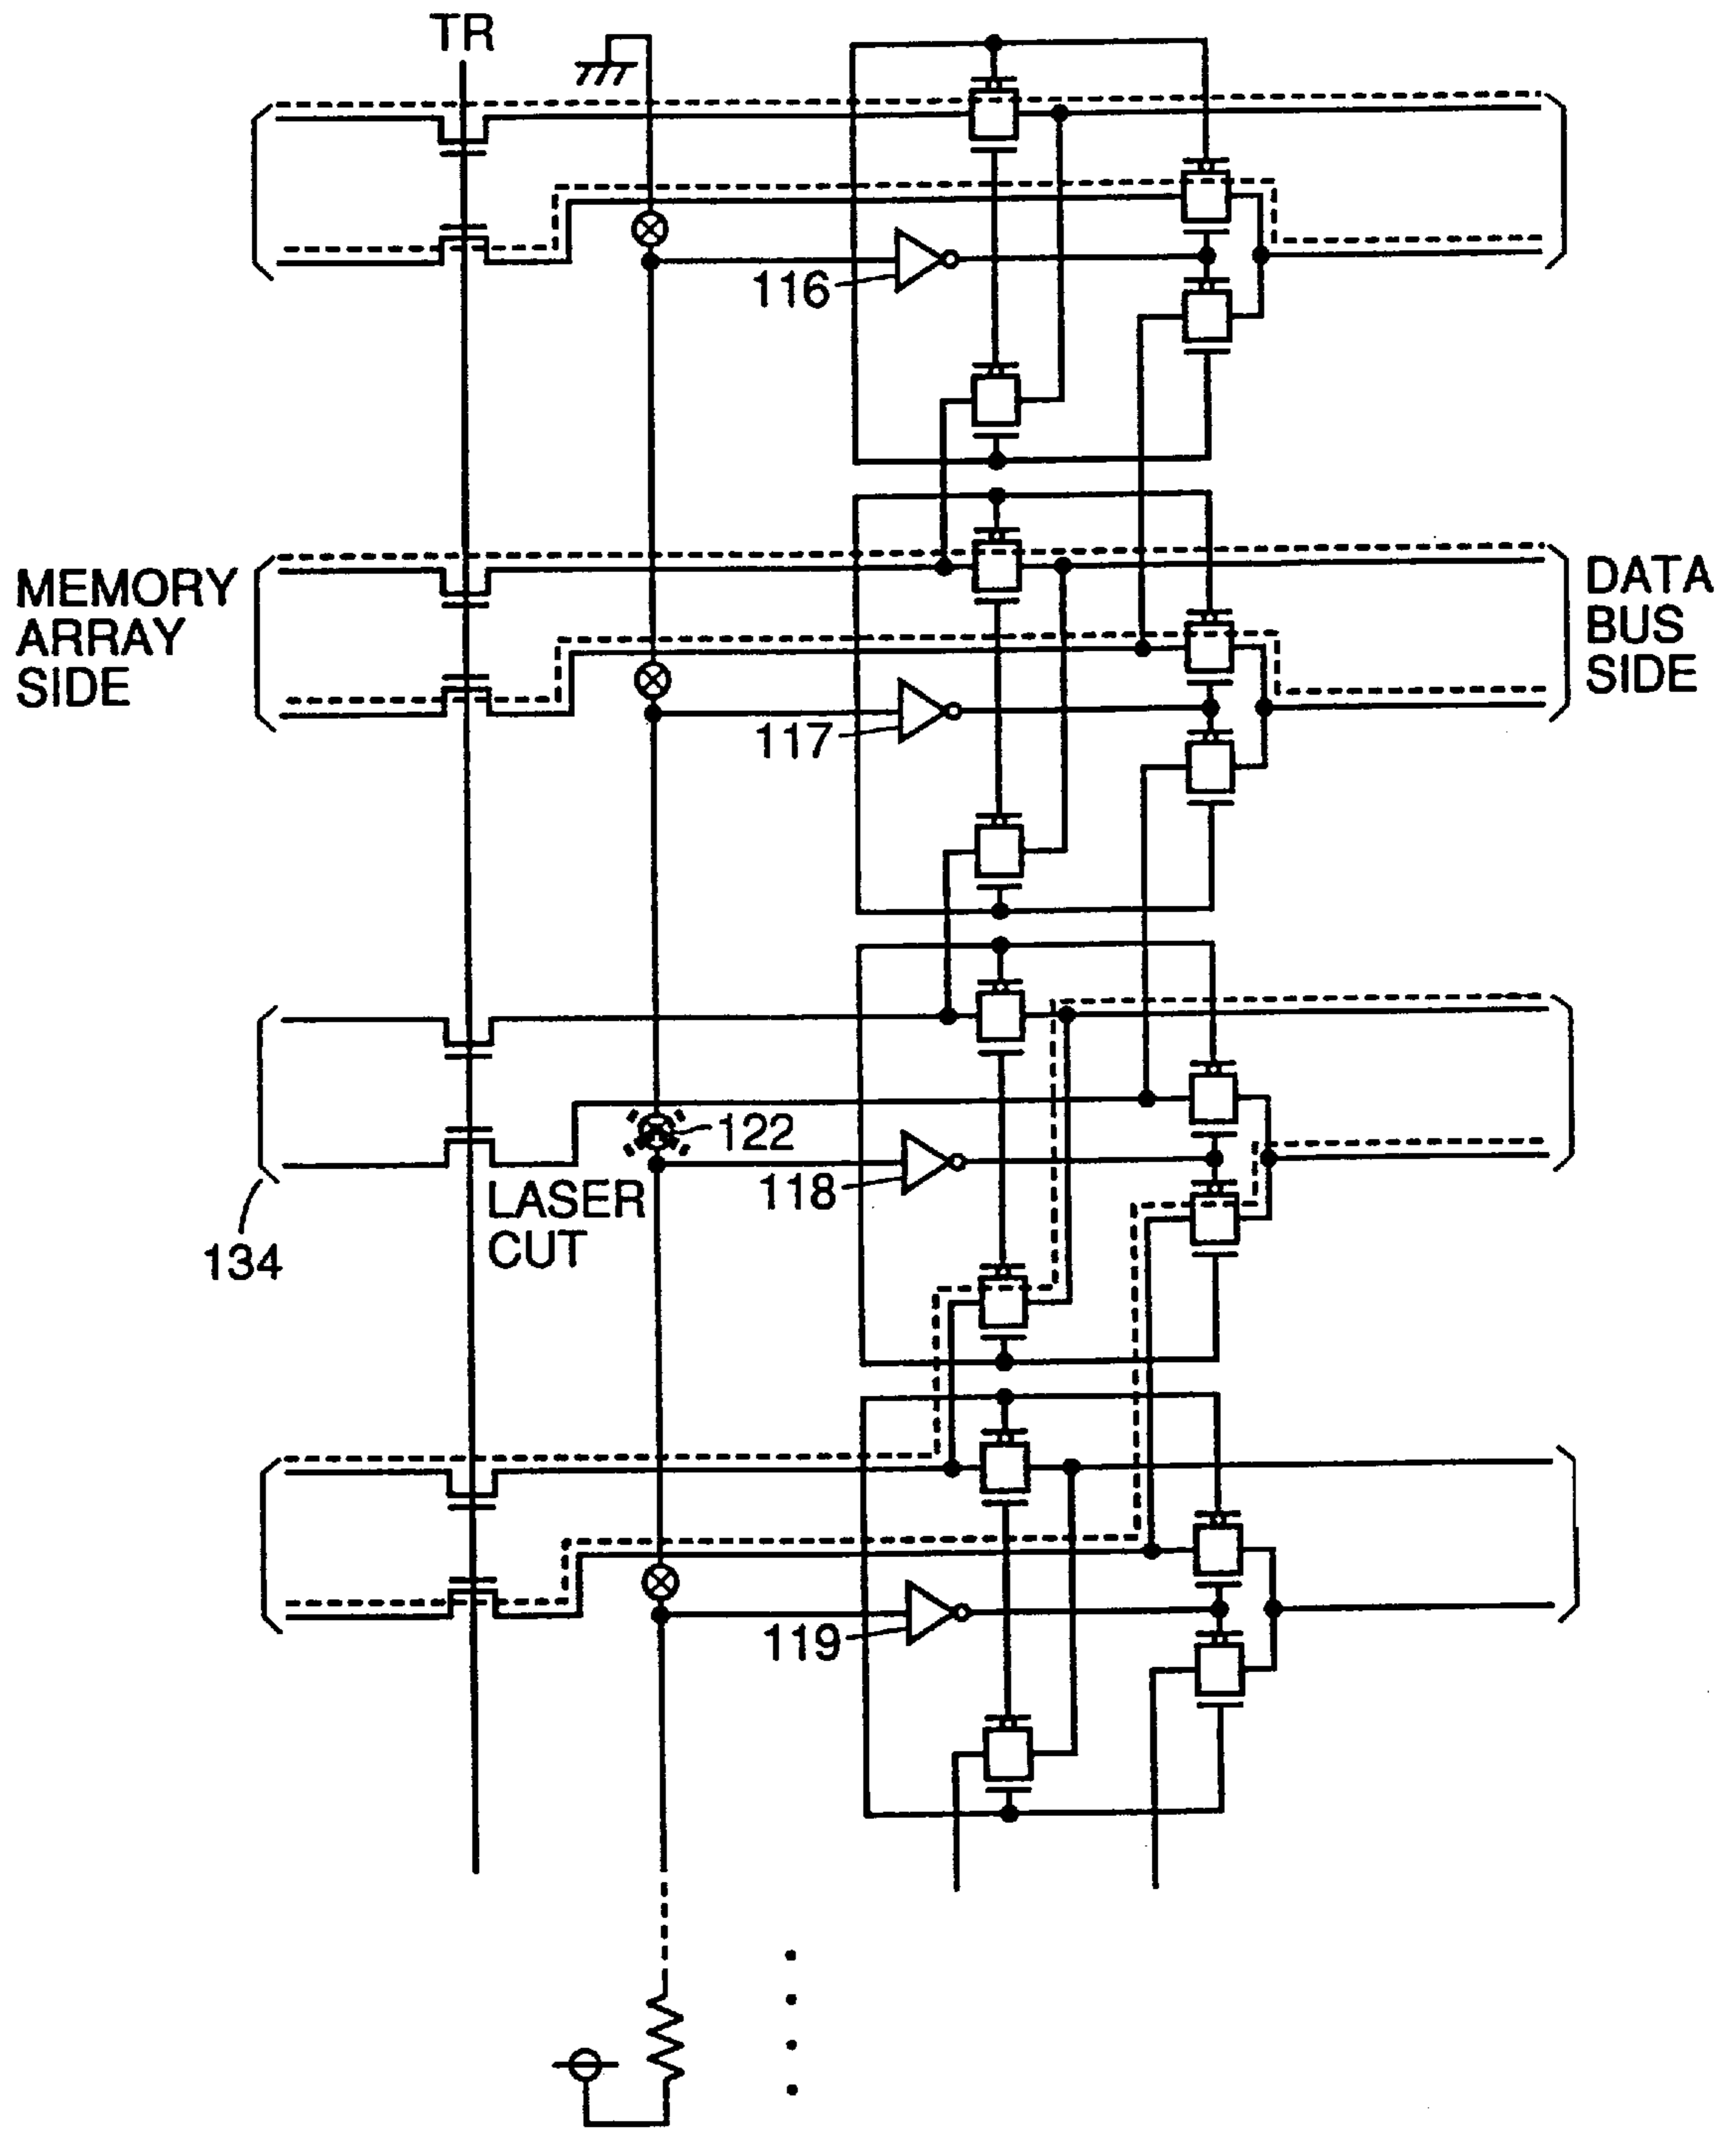 TR
116
MEMORY
ARRAY
SIDE
DATA
BUS
SIDE
117
122
118
LASER
CUT
134
119